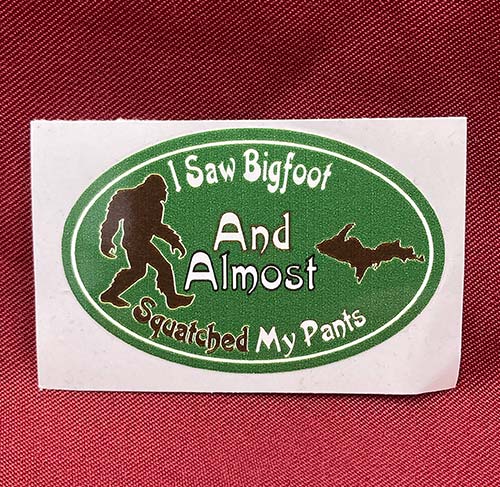 I Saw Bigfoot
And
Almost
Squatched My Pants